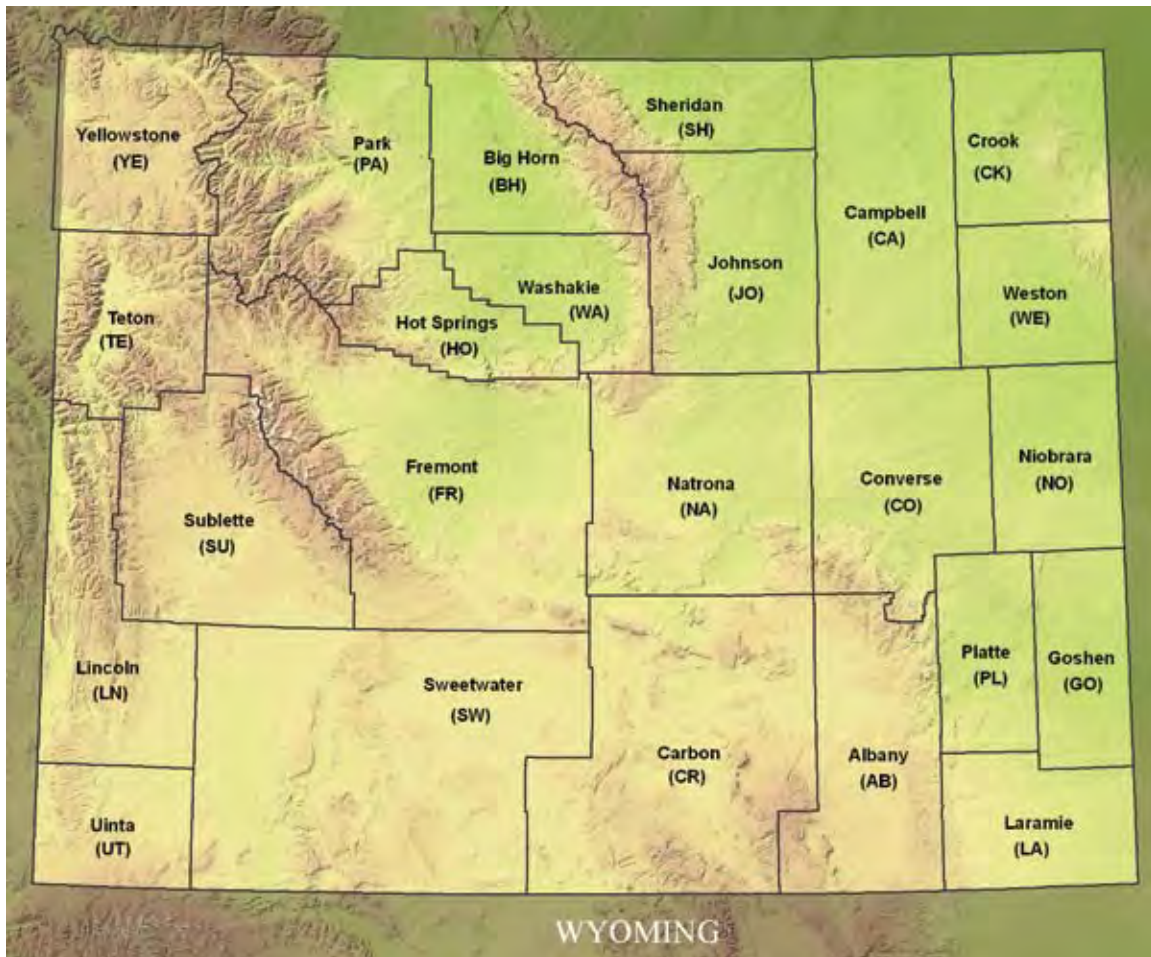 Yellowstone
(YE)
Park
(PA)
Big Horn
(BH)
Sheridan
(SH)
Campbell
(CA)
Crook
(CK)
Teton
(TE)
Hot Springs
(HO)
Washakie
(WA)
Johnson
(JO)
Weston
(WE)
Sublette
(SU)
Fremont
(FR)
Natrona
(NA)
Converse
(CO)
Niobrara
(NO)
Lincoln
(LN)
Sweetwater
(SW)
Carbon
(CR)
Albany
(AB)
Platte
(PL)
Goshen
(GO)
Uinta
(UT)
Laramie
(LA)
WYOMING